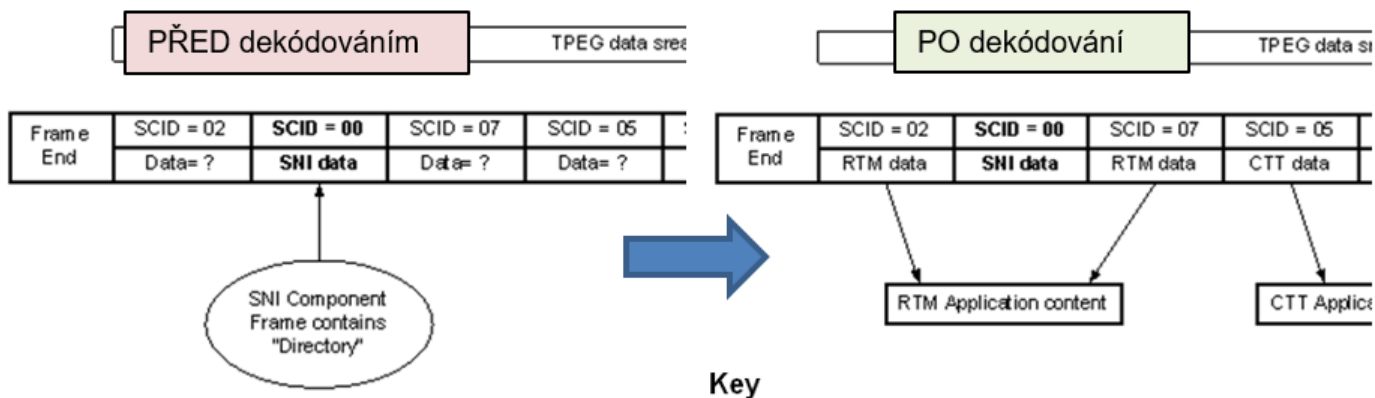 PŘED dekódováním
TPEG data srea
PO dekódování
TPEG data sr
Frame End
SCID = 02
SCID = 00
SCID = 07
SCID = 05
Data= ?
SNI data
Data= ?
Data= ?
SNI Component
Frame contains
"Directory"
Frame End
SCID = 02
SCID = 00
SCID = 07
SCID = 05
RTM data
SNI data
RTM data
CTT data
RTM Application content
CTT Applica
Key